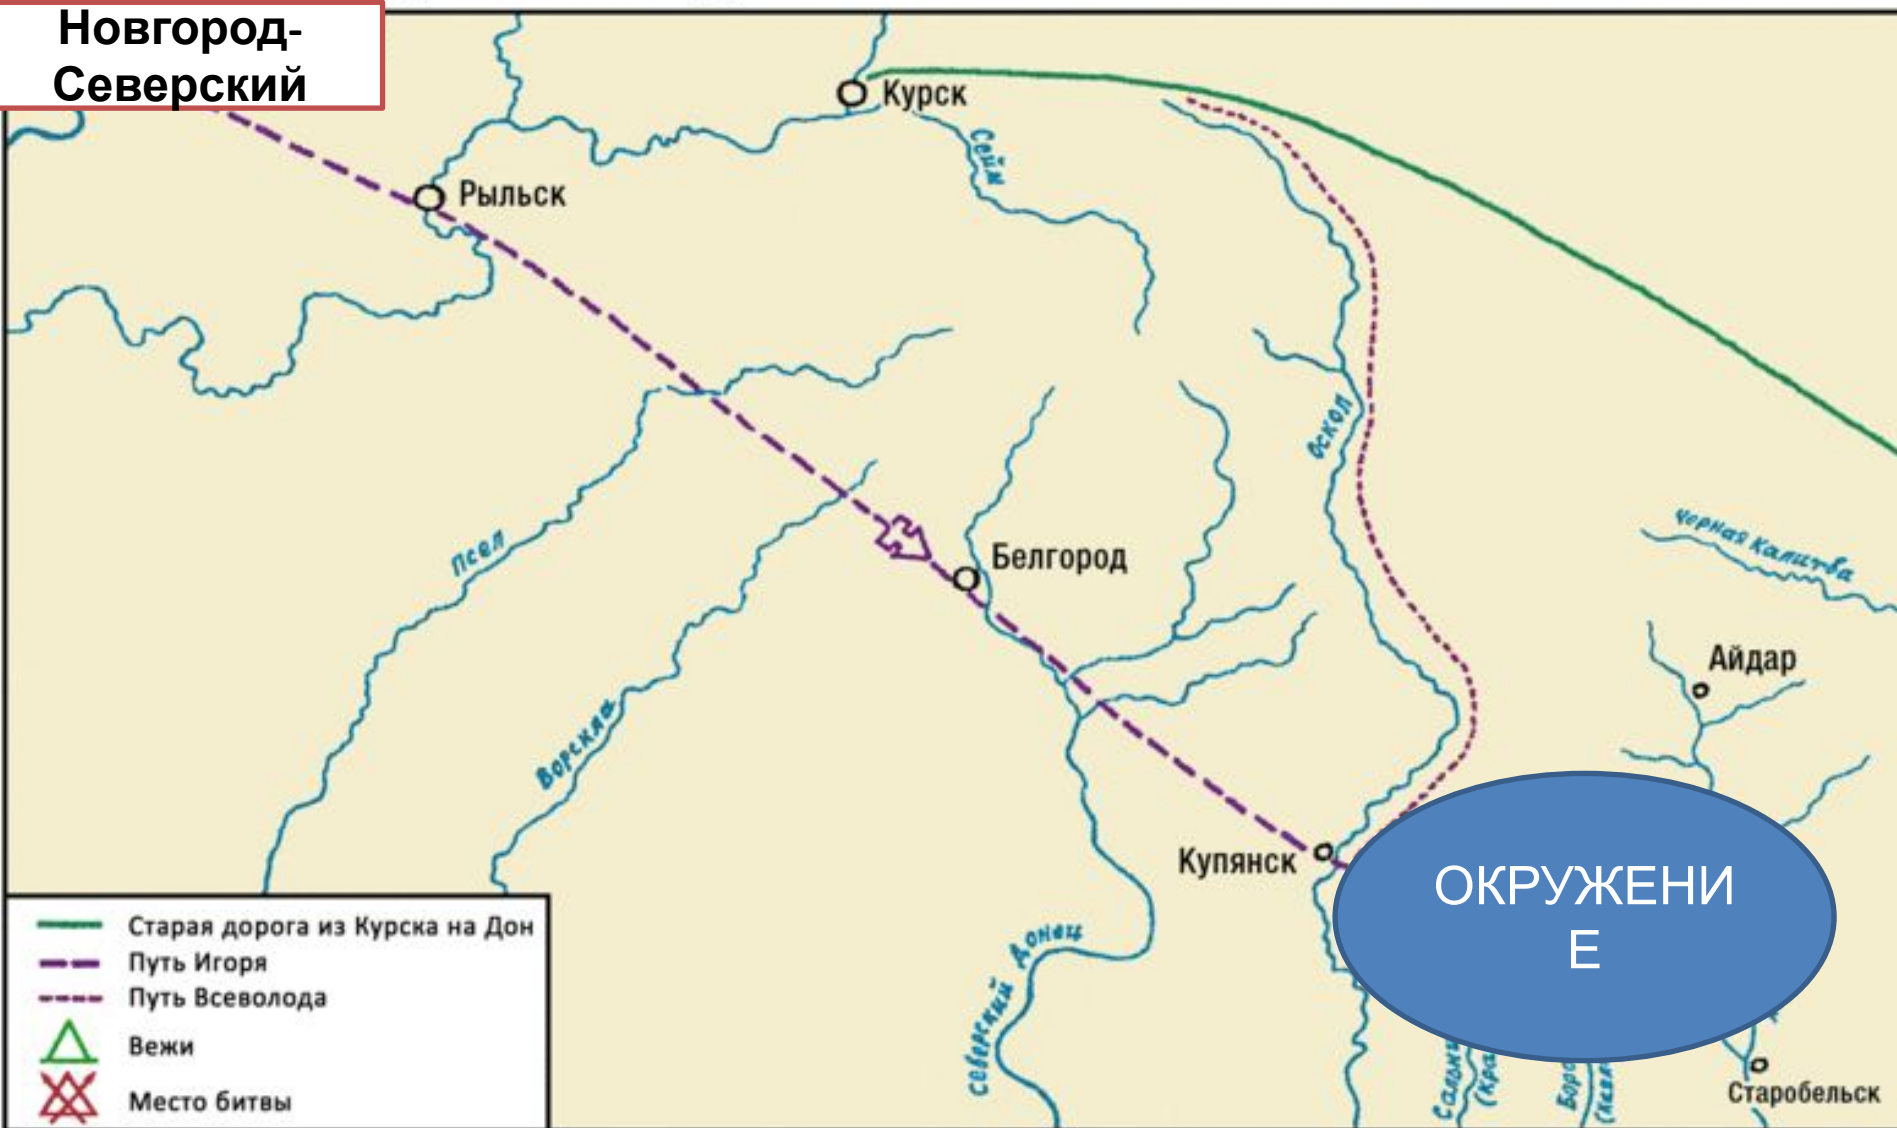 Новгород-
Северский
Курск
Сейм
Рыльск
Оскол
Псел
Черная Калитва
Белгород
Айдар
Ворскла
Купянск
ОКРУЖЕНИ
Е
Северский Донец
Старобельск
Старая дорога из Курска на Дон
Путь Игоря
Путь Всеволода
Вежи
Место битвы